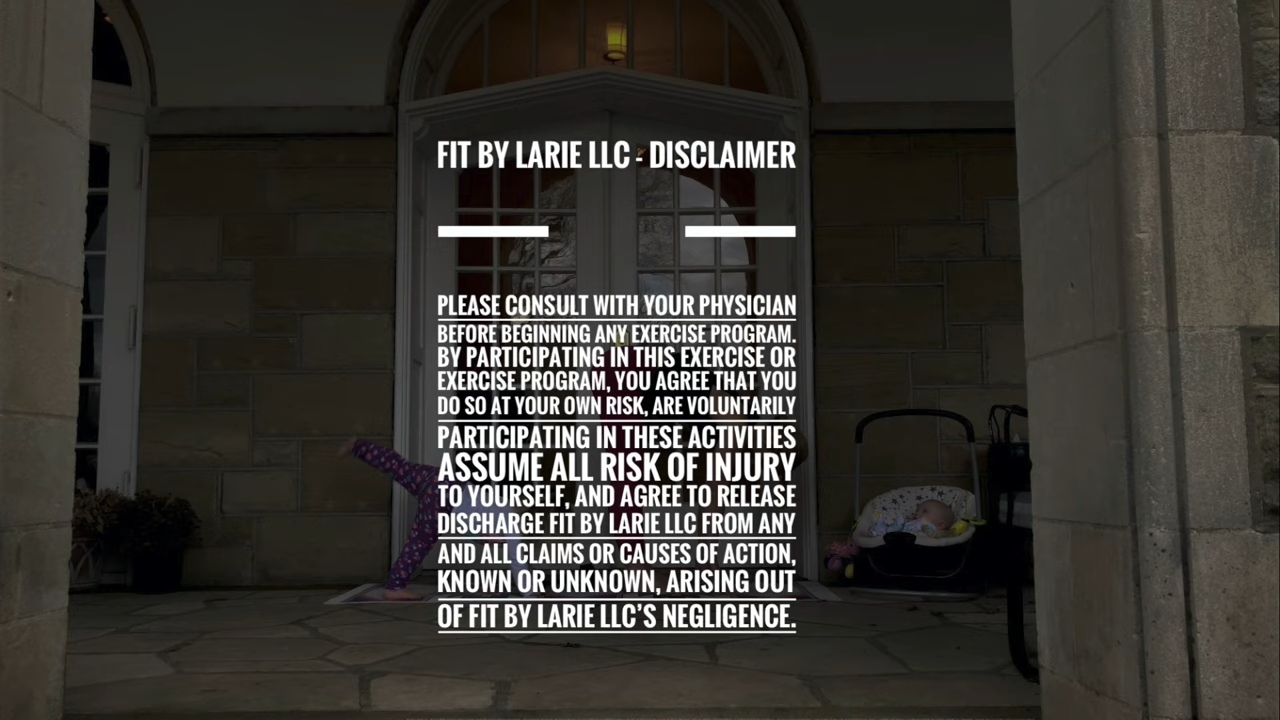 FIT BY LARIE LLC - DISCLAIMER
PLEASE CONSULT WITH YOUR PHYSICIAN
BEFORE BEGINNING ANY EXERCISE PROGRAM.
BY PARTICIPATING IN THIS EXERCISE OR
EXERCISE PROGRAM, YOU AGREE THAT YOU
DO SO AT YOUR OWN RISK, ARE VOLUNTARILY
PARTICIPATING IN THESE ACTIVITIES
ASSUME ALL RISK OF INJURY
TO YOURSELF, AND AGREE TO RELEASE
DISCHARGE FIT BY LARIE LLC FROM ANY
AND ALL CLAIMS OR CAUSES OF ACTION,
KNOWN OR UNKNOWN, ARISING OUT
OF FIT BY LARIE LLC'S NEGLIGENCE.